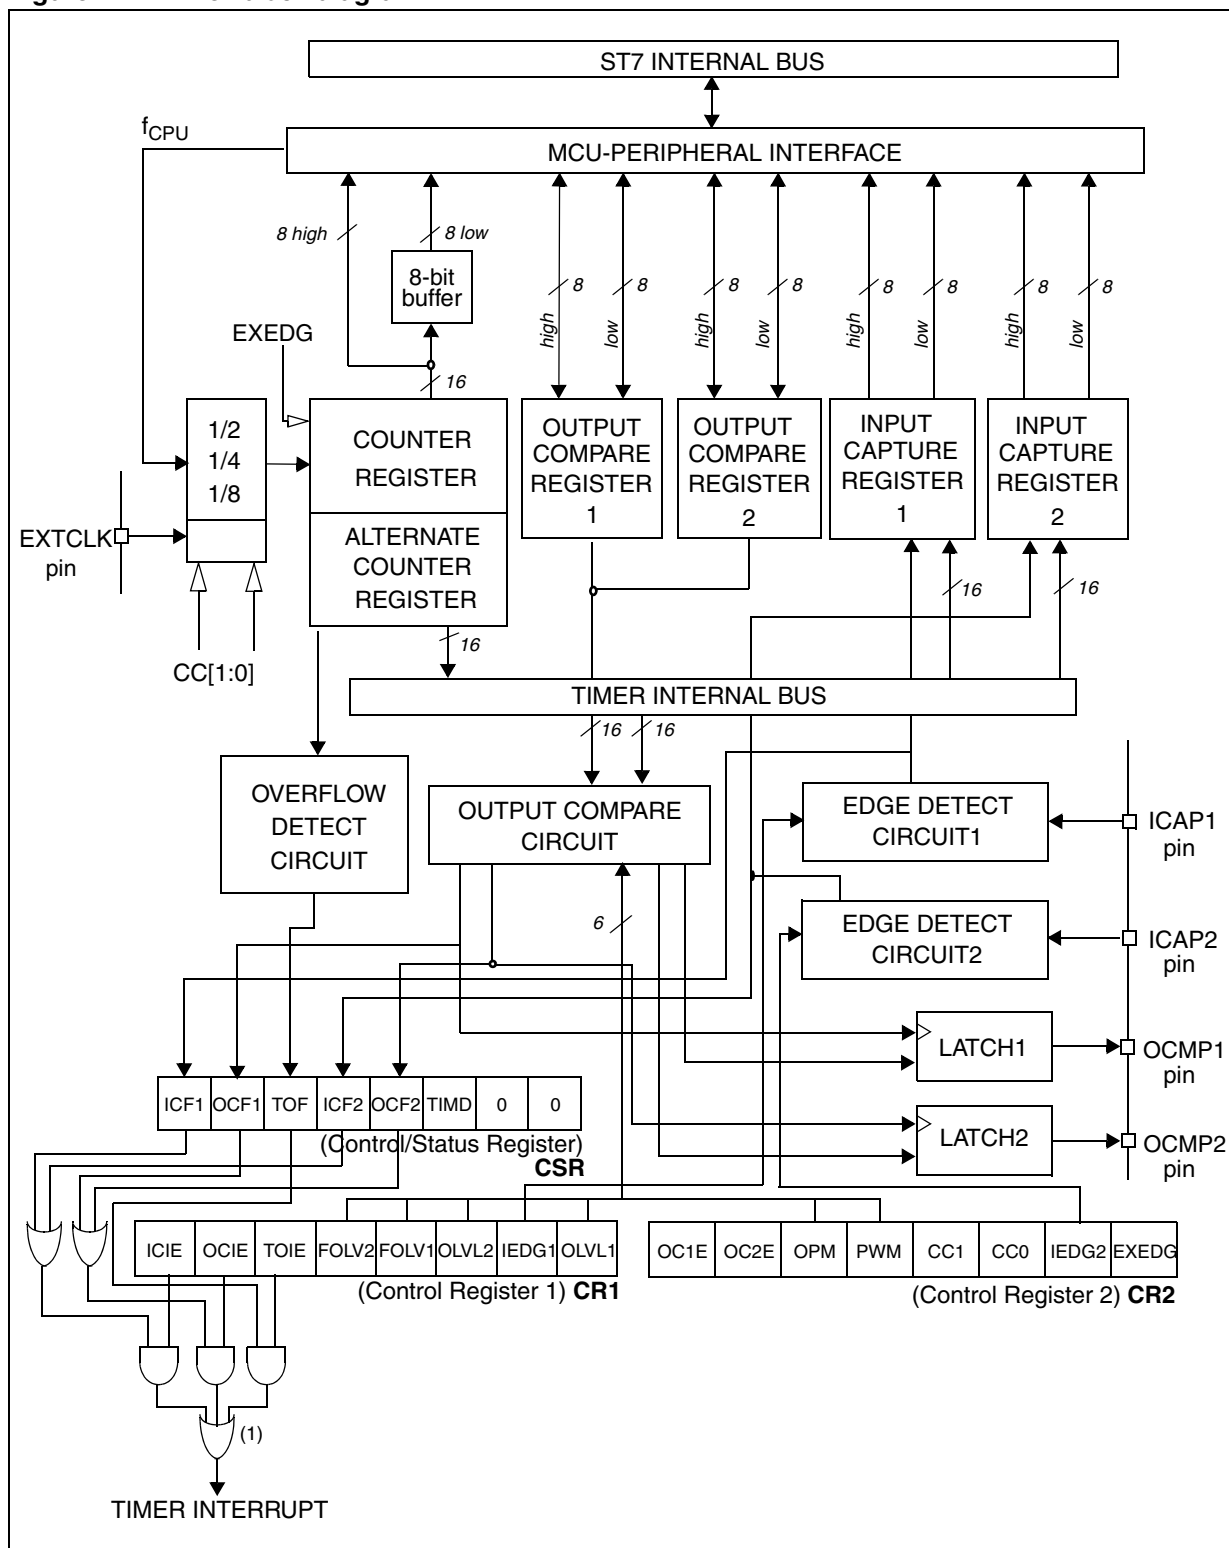 ST7 INTERNAL BUS
fCPU
MCU-PERIPHERAL INTERFACE
8 high
8 low
8-bit
buffer
8
8
8
8
8
8
8
8
high
low
high
low
high
low
high
low
EXEDG
16
1/2
1/4
1/8
COUNTER
REGISTER
OUTPUT
COMPARE
REGISTER
1
OUTPUT
COMPARE
REGISTER
2
INPUT
CAPTURE
REGISTER
1
INPUT
CAPTURE
REGISTER
2
EXTCLK
pin
ALTERNATE
COUNTER
REGISTER
16
16
16
CC[1:0]
TIMER INTERNAL BUS
16
16
OVERFLOW
DETECT
CIRCUIT
OUTPUT COMPARE
CIRCUIT
EDGE DETECT
CIRCUIT1
ICAP1
pin
6
EDGE DETECT
CIRCUIT2
ICAP2
pin
LATCH1
OCMP1
pin
ICF1 OCF1 TOF ICF2 OCF2 TIMD 0 0
(Control/Status Register)
CSR
LATCH2
OCMP2
pin
ICIE OCIE TOIE FOLV2 FOLV1 OLVL2 IEDG1 OLVL1
(Control Register 1) CR1
OC1E OC2E OPM PWM CC1 CC0 IEDG2 EXEDG
(Control Register 2) CR2
(1)
TIMER INTERRUPT